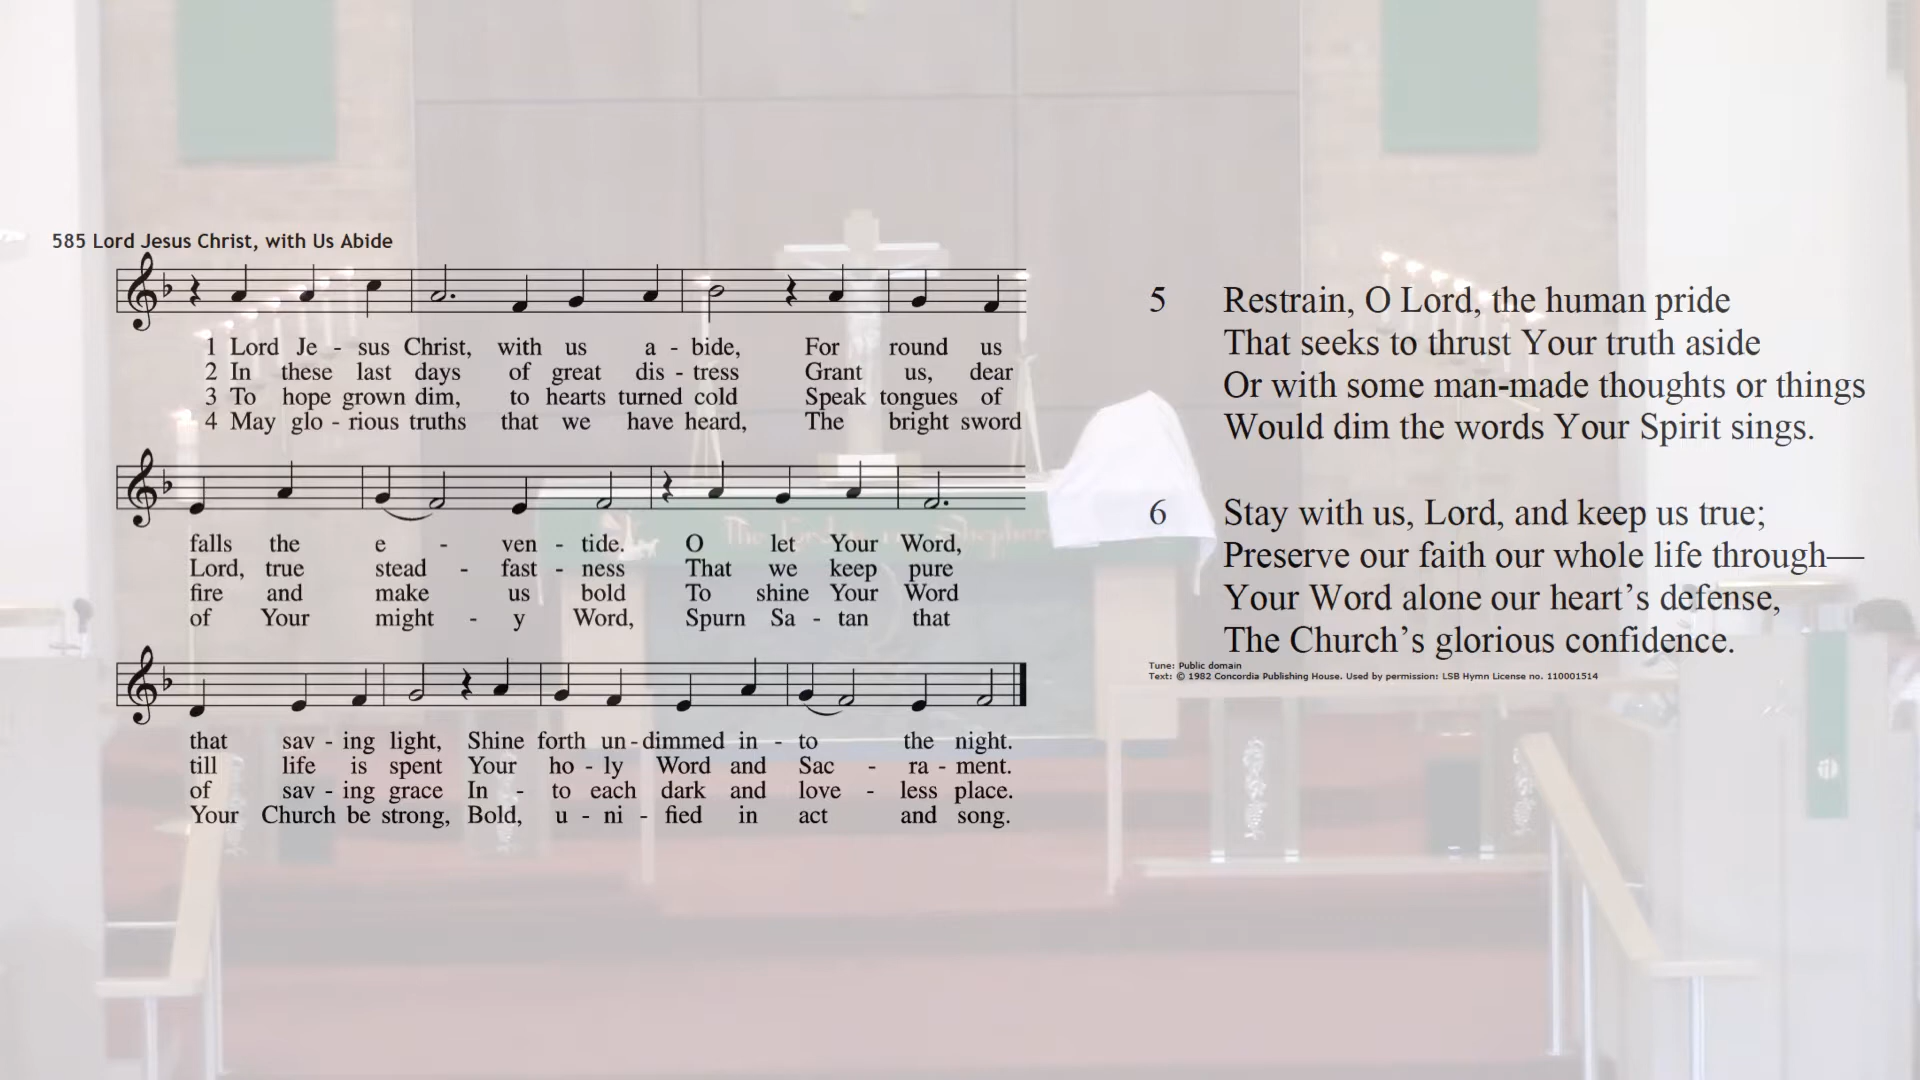 585 Lord Jesus Christ, with Us Abide
1 Lord Je - sus Christ, with us a - bide, For round us
2 In these last days of great dis - tress Grant us, dear
3 To hope grown dim, to hearts turned cold Speak tongues of
4 May glo - rious truths that we have heard, The bright sword
falls the e - ven - tide. O let Your Word,
Lord, true stead - fast - ness That we keep pure
fire and make us bold To shine Your Word
of Your might - y Word, Spurn Sa - tan that
that sav - ing light, Shine forth un - dimmed in - to the night.
till life is spent Your ho - ly Word and Sac - ra - ment.
of sav - ing grace In - to each dark and love - less place.
Your Church be strong, Bold, u - ni - fied in act and song.
5 Restrain, O Lord, the human pride
That seeks to thrust Your truth aside
Or with some man-made thoughts or things
Would dim the words Your Spirit sings.
6 Stay with us, Lord, and keep us true;
Preserve our faith our whole life through—
Your Word alone our heart’s defense,
The Church’s glorious confidence.
Tune: Public domain
Text: © 1982 Concordia Publishing House. Used by permission: LSB Hymn License no. 110001514
The